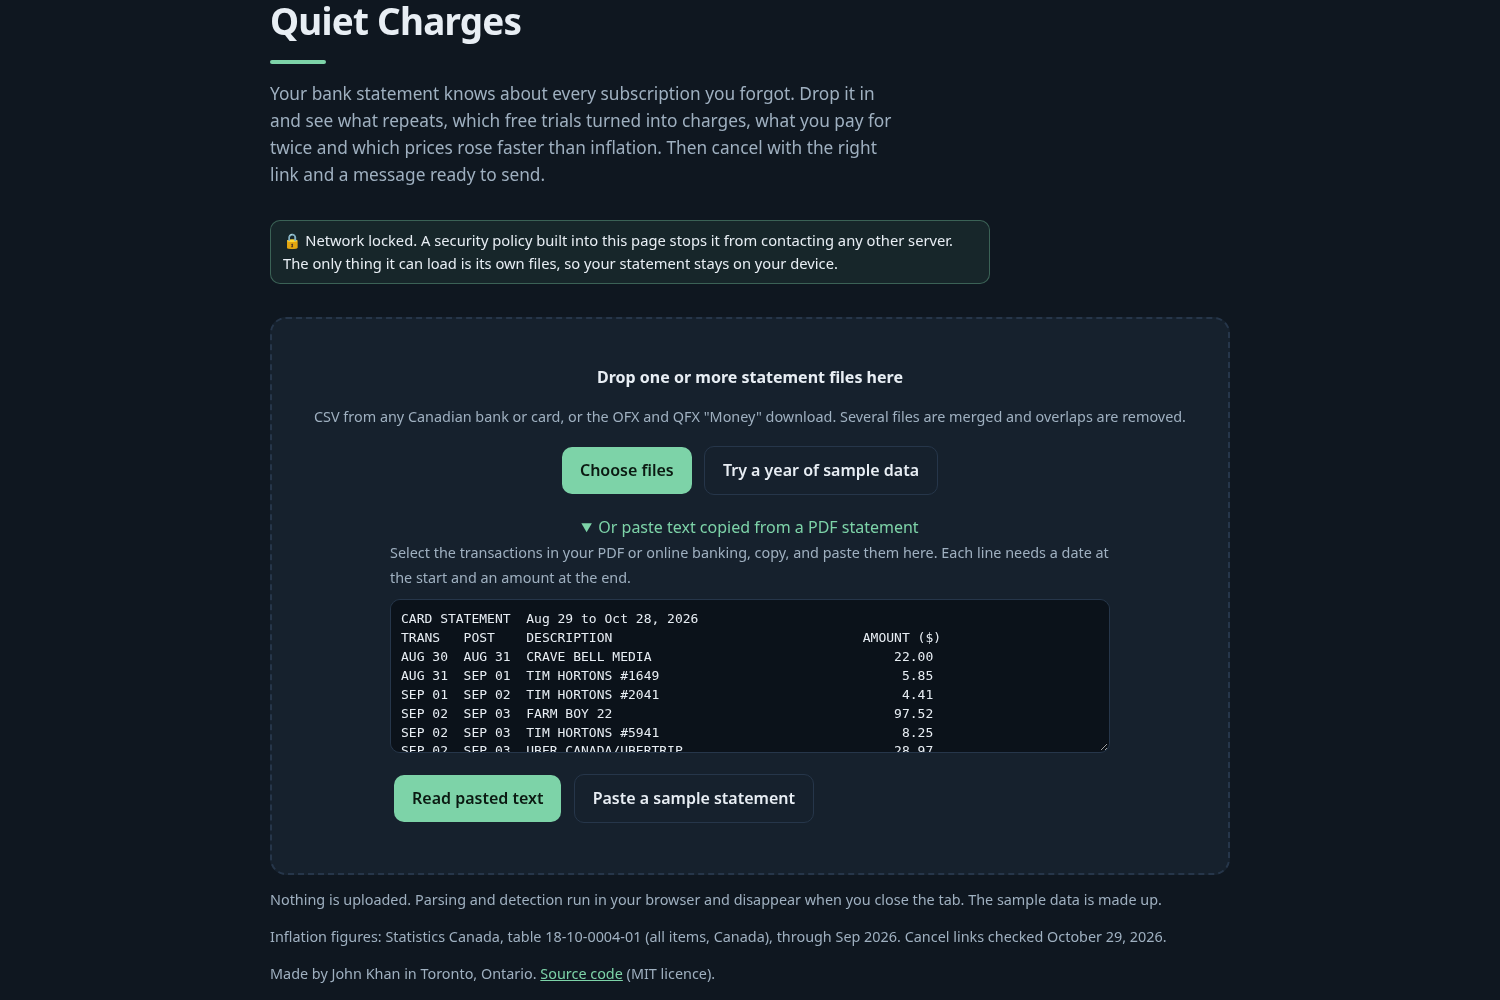 Quiet Charges
Your bank statement knows about every subscription you forgot. Drop it in
and see what repeats, which free trials turned into charges, what you pay for
twice and which prices rose faster than inflation. Then cancel with the right
link and a message ready to send.
🔒 Network locked. A security policy built into this page stops it from contacting any other server.
The only thing it can load is its own files, so your statement stays on your device.
Drop one or more statement files here
CSV from any Canadian bank or card, or the OFX and QFX "Money" download. Several files are merged and overlaps are removed.
Choose files
Try a year of sample data
▼ Or paste text copied from a PDF statement
Select the transactions in your PDF or online banking, copy, and paste them here. Each line needs a date at
the start and an amount at the end.
CARD STATEMENT  Aug 29 to Oct 28, 2026
TRANS   POST    DESCRIPTION                                AMOUNT ($)
AUG 30  AUG 31  CRAVE BELL MEDIA                               22.00
AUG 31  SEP 01  TIM HORTONS #1649                               5.85
SEP 01  SEP 02  TIM HORTONS #2041                               4.41
SEP 02  SEP 03  FARM BOY 22                                    97.52
SEP 02  SEP 03  TIM HORTONS #5941                               8.25
SEP 02  SEP 03  UBER CANADA/UBERTRIP                           28.97
Read pasted text
Paste a sample statement
Nothing is uploaded. Parsing and detection run in your browser and disappear when you close the tab. The sample data is made up.
Inflation figures: Statistics Canada, table 18-10-0004-01 (all items, Canada), through Sep 2026. Cancel links checked October 29, 2026.
Made by John Khan in Toronto, Ontario. Source code (MIT licence).